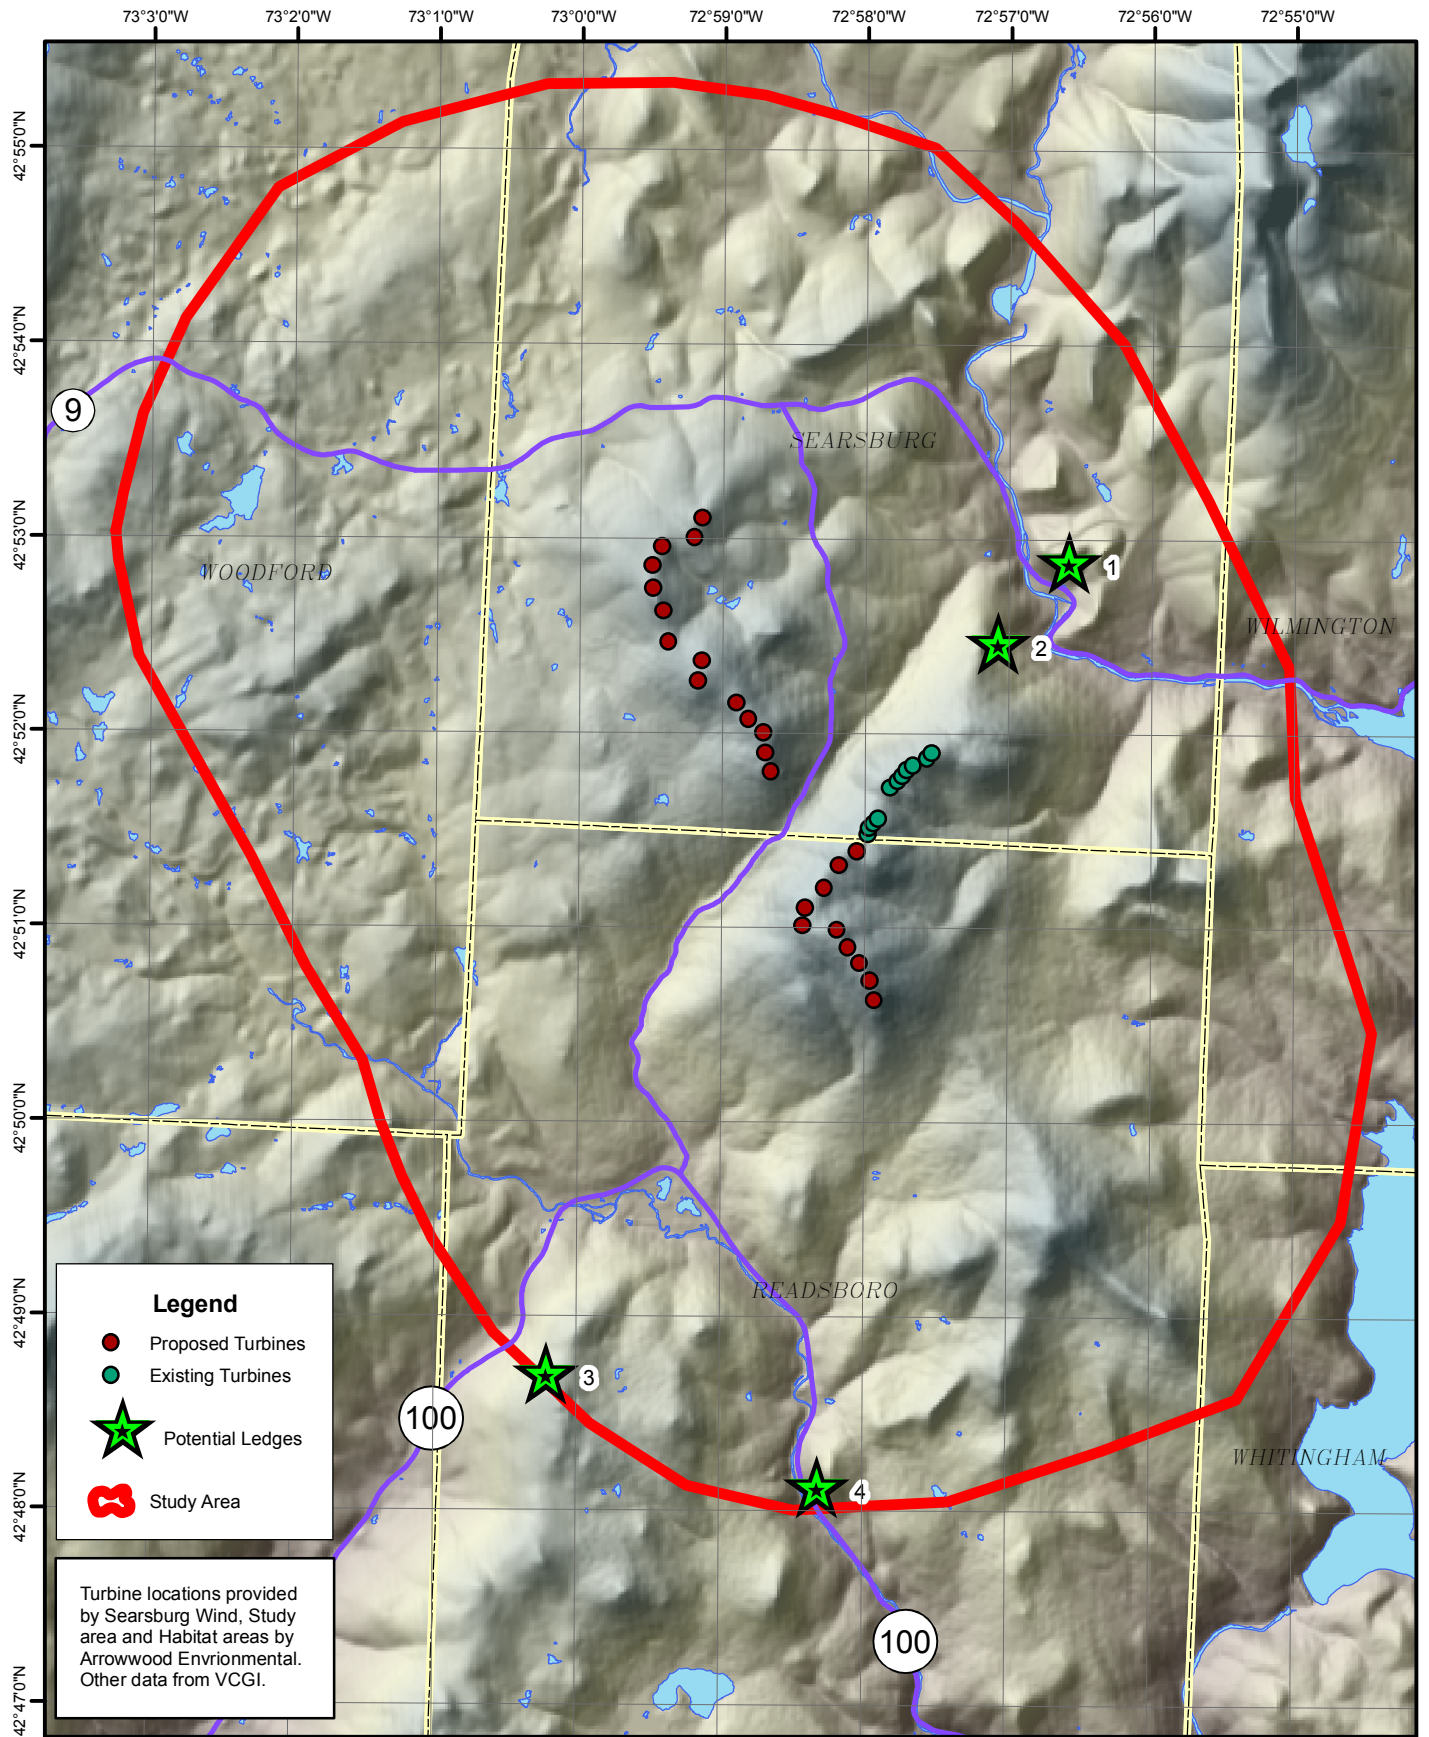 73°3'0"W 73°2'0"W 73°1'0"W 73°0'0"W 72°59'0"W 72°58'0"W 72°57'0"W 72°56'0"W 72°55'0"W
42°55'0"N
42°54'0"N
9
SEARSBURG
42°53'0"N
WOODFORD
1
WILMINGTON
2
42°52'0"N
42°51'0"N
42°50'0"N
READSBORO
42°49'0"N
Legend
Proposed Turbines
Existing Turbines
Potential Ledges
Study Area
3
100
WHITINGHAM
4
42°48'0"N
100
Turbine locations provided
by Searsburg Wind, Study
area and Habitat areas by
Arrowwood Envrionmental.
Other data from VCGI.
42°47'0"N